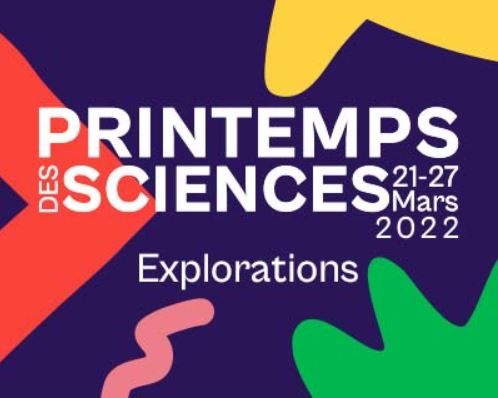 PRINTEMPS
DES SCIENCES 21-27
Mars
2022
Explorations